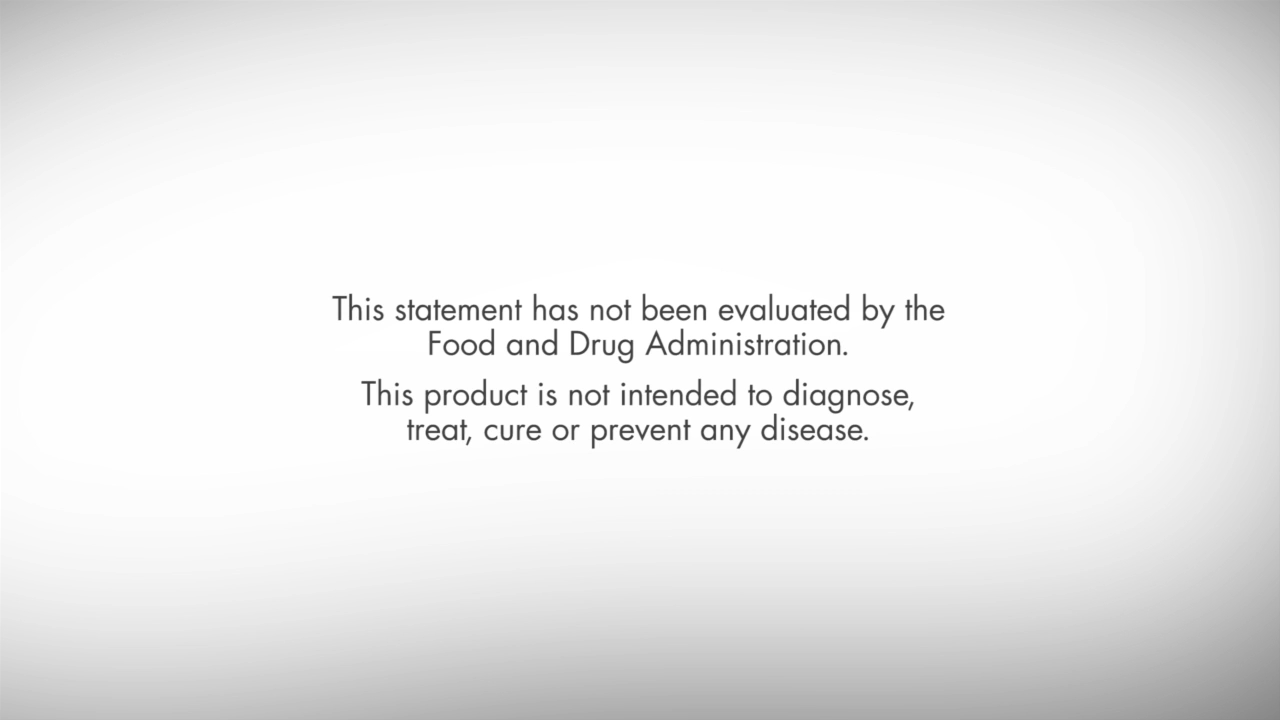 This statement has not been evaluated by the
Food and Drug Administration.
This product is not intended to diagnose,
treat, cure or prevent any disease.